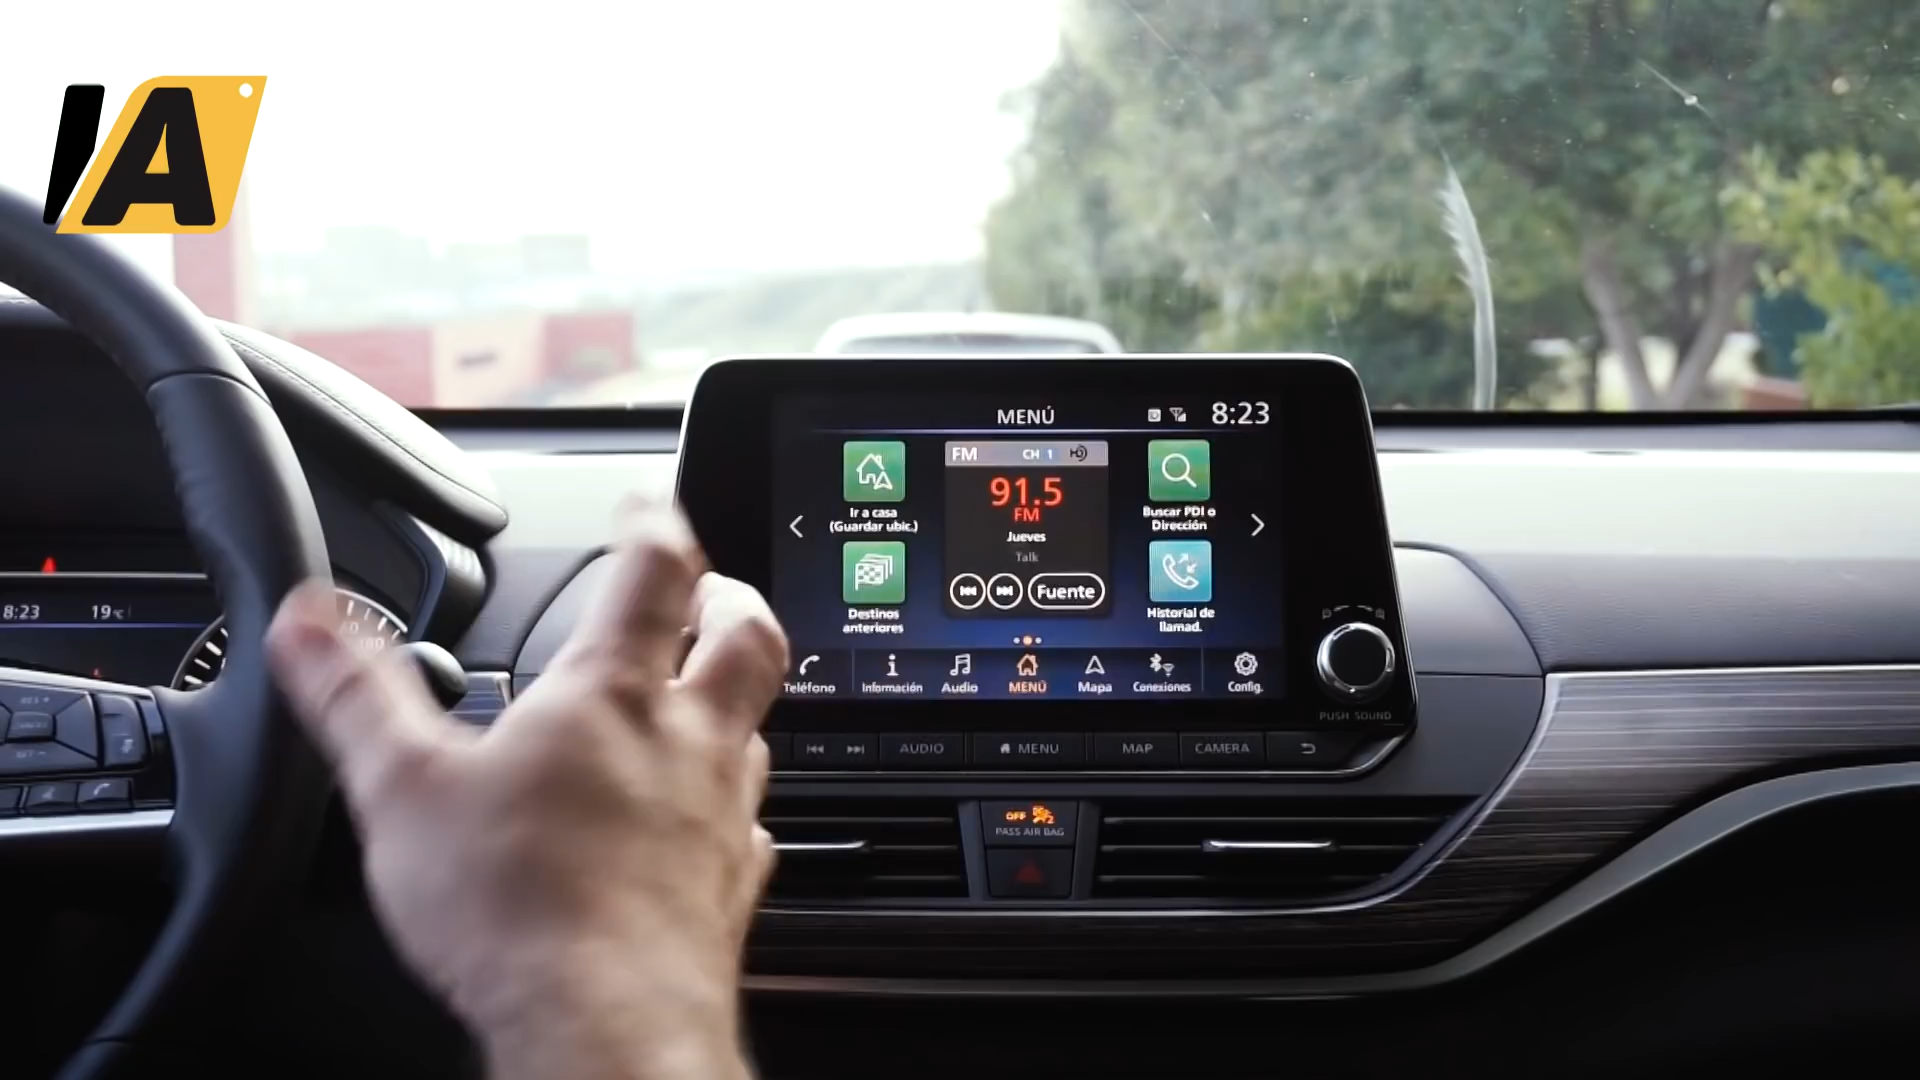 IA
MENÚ
8:23
FM CH 1 HD
91.5
FM
Jueves
Talk
Fuente
Ir a casa
(Guardar ubic.)
Destinos
anteriores
Buscar PDI o
Dirección
Historial de
llamad.
Teléfono
Información
Audio
MENÚ
Mapa
Conexiones
Config.
PUSH SOUND
AUDIO
MENU
MAP
CAMERA
OFF
PASS AIR BAG
8:23
19°C